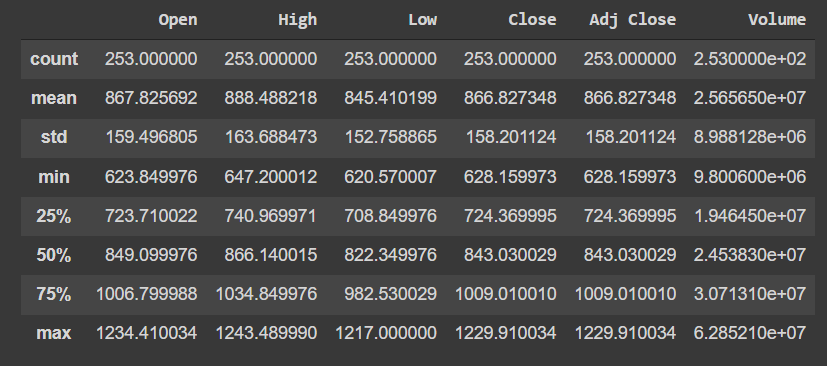 Open High Low Close Adj Close Volume
count 253.000000 253.000000 253.000000 253.000000 253.000000 2.530000e+02
mean 867.825692 888.488218 845.410199 866.827348 866.827348 2.565650e+07
std 159.496805 163.688473 152.758865 158.201124 158.201124 8.988128e+06
min 623.849976 647.200012 620.570007 628.159973 628.159973 9.800600e+06
25% 723.710022 740.969971 708.849976 724.369995 724.369995 1.946450e+07
50% 849.099976 866.140015 822.349976 843.030029 843.030029 2.453830e+07
75% 1006.799988 1034.849976 982.530029 1009.010010 1009.010010 3.071310e+07
max 1234.410034 1243.489990 1217.000000 1229.910034 1229.910034 6.285210e+07